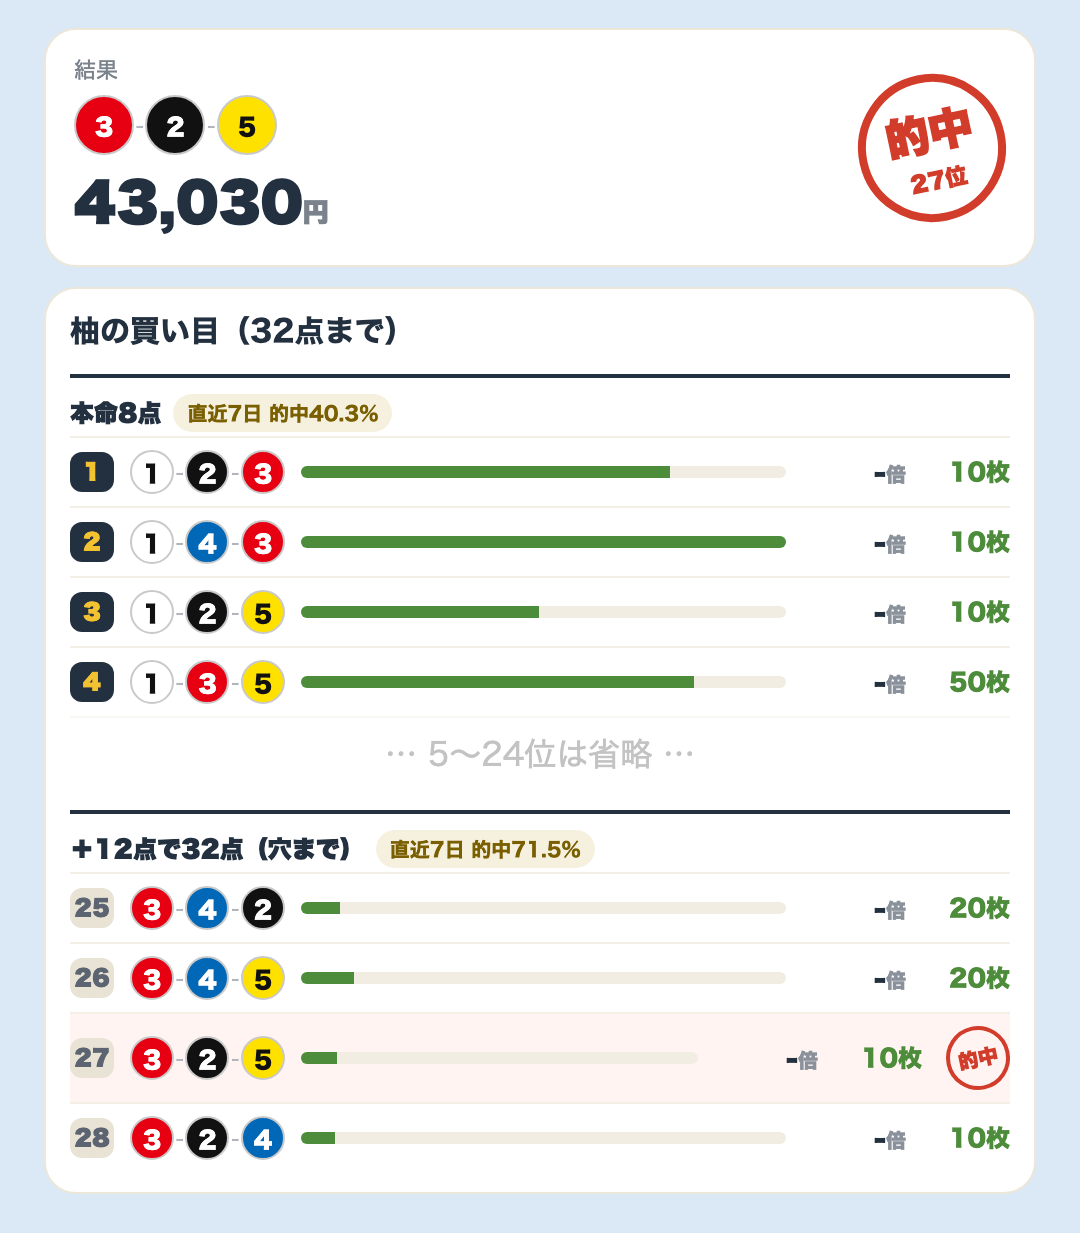 結果
3-2-5
43,030円
的中
27位
柚の買い目（32点まで）
本命8点 直近7日 的中40.3%
1 1-2-3 -倍 10枚
2 1-4-3 -倍 10枚
3 1-2-5 -倍 10枚
4 1-3-5 -倍 50枚
… 5〜24位は省略 …
+12点で32点（穴まで） 直近7日 的中71.5%
25 3-4-2 -倍 20枚
26 3-4-5 -倍 20枚
27 3-2-5 -倍 10枚 的中
28 3-2-4 -倍 10枚